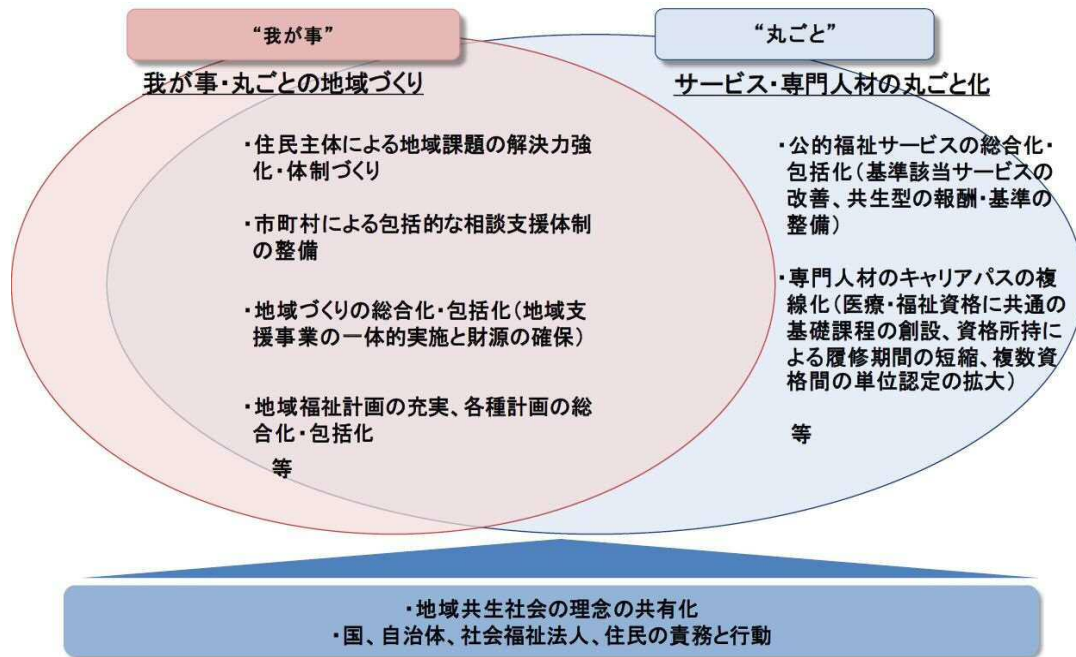 “我が事”
“丸ごと”
我が事・丸ごとの地域づくり
・住民主体による地域課題の解決力強
化・体制づくり
・市町村による包括的な相談支援体制
の整備
・地域づくりの総合化・包括化(地域支
援事業の一体的実施と財源の確保)
・地域福祉計画の充実、各種計画の総
合化・包括化
等
サービス・専門人材の丸ごと化
・公的福祉サービスの総合化・
包括化(基準該当サービスの
改善、共生型の報酬・基準の
整備)
・専門人材のキャリアパスの複
線化(医療・福祉資格に共通の
基礎課程の創設、資格所持に
よる履修期間の短縮、複数資
格間の単位認定の拡大)
等
・地域共生社会の理念の共有化
・国、自治体、社会福祉法人、住民の責務と行動